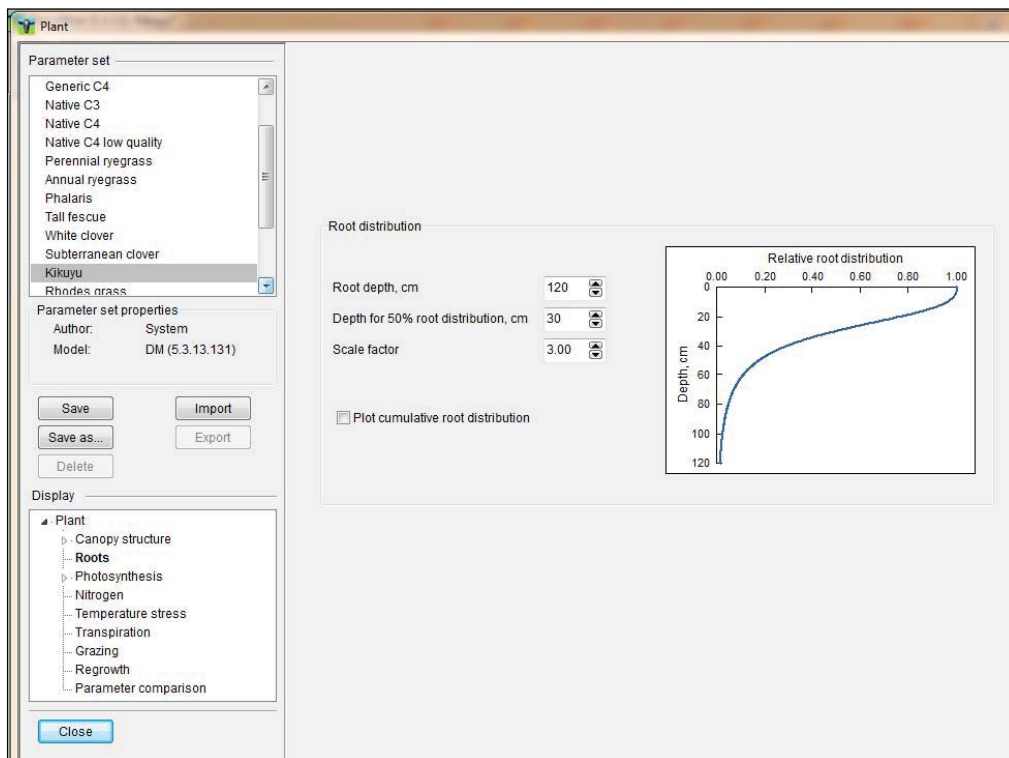 Plant
Parameter set
Generic C4
Native C3
Native C4
Native C4 low quality
Perennial ryegrass
Annual ryegrass
Phalaris
Tall fescue
White clover
Subterranean clover
Kikuyu
Rhodes grass
Parameter set properties
Author: System
Model: DM (5.3.13.131)
Save Import
Save as... Export
Delete
Display
Plant
Canopy structure
Roots
Photosynthesis
Nitrogen
Temperature stress
Transpiration
Grazing
Regrowth
Parameter comparison
Close
Root distribution
Root depth, cm 120
Depth for 50% root distribution, cm 30
Scale factor 3.00
Plot cumulative root distribution
Relative root distribution
0.00 0.20 0.40 0.60 0.80 1.00
0
20
40
60
80
100
120
Depth, cm